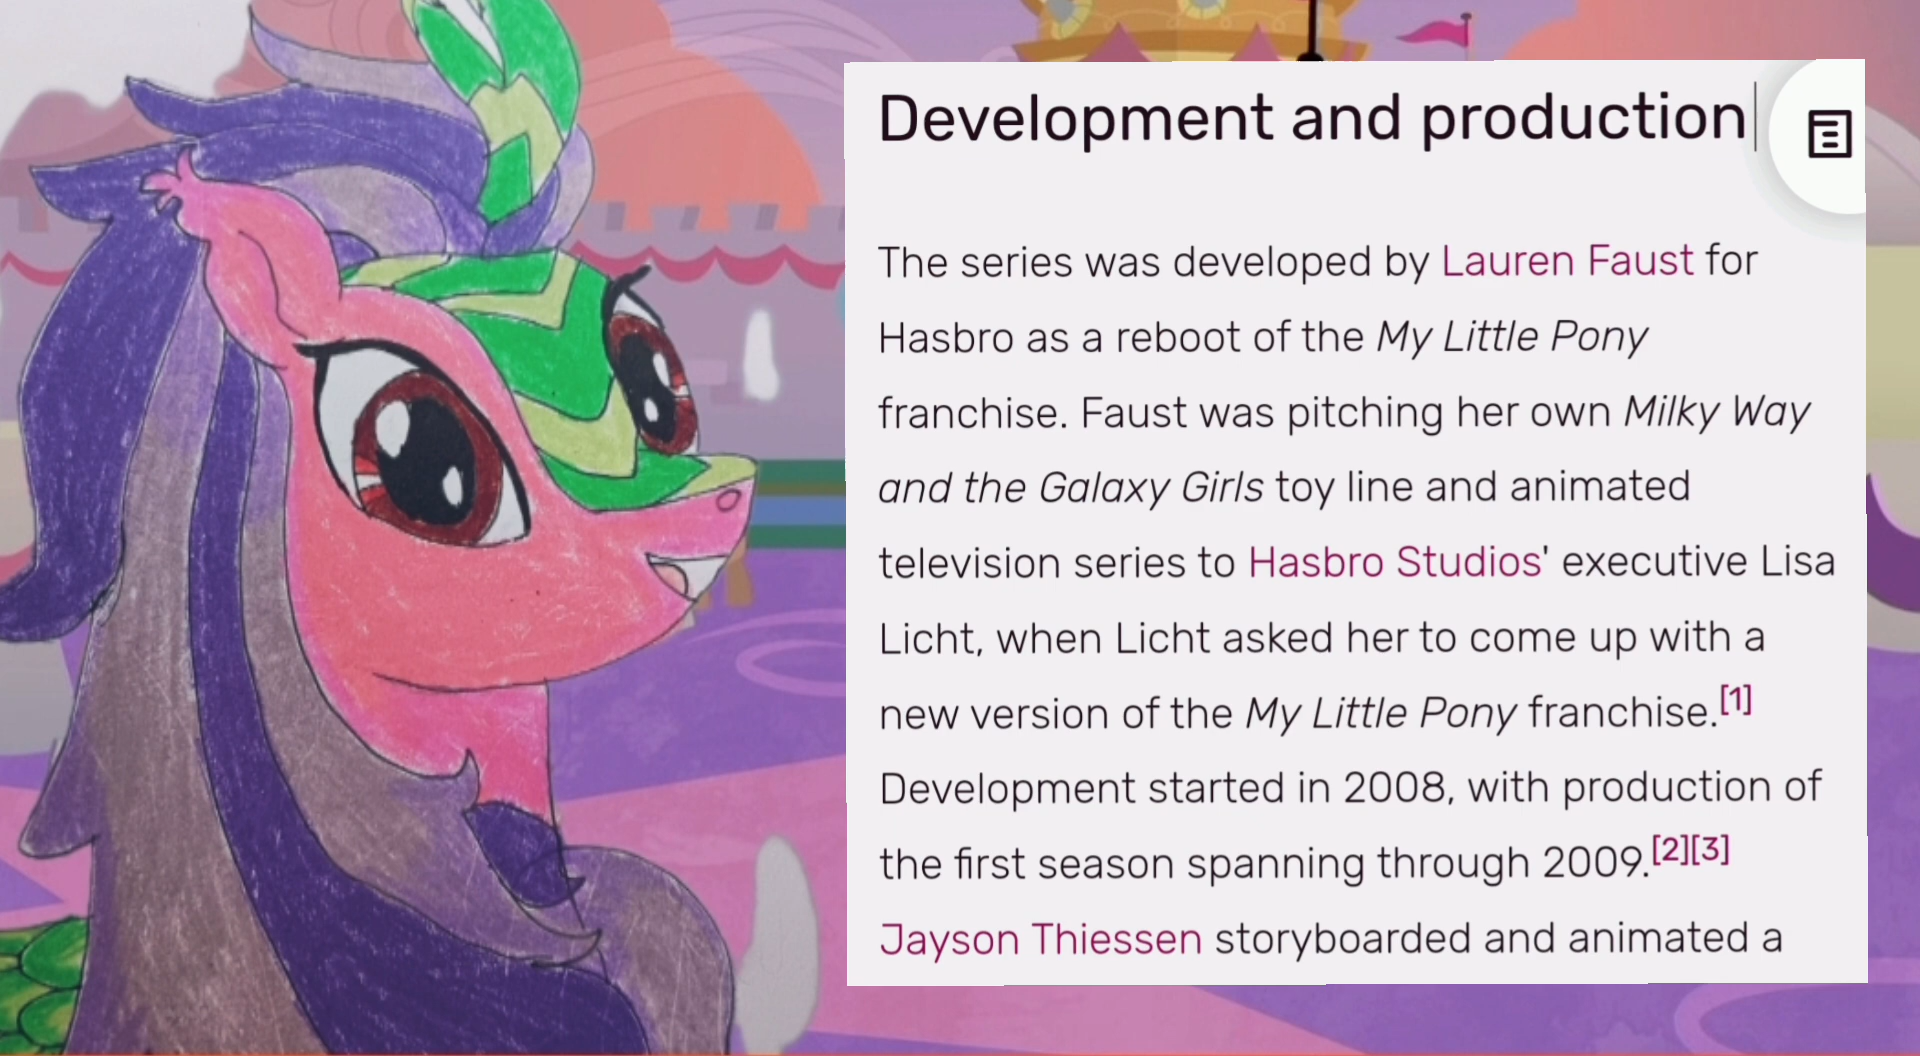 Development and production
The series was developed by Lauren Faust for
Hasbro as a reboot of the My Little Pony
franchise. Faust was pitching her own Milky Way
and the Galaxy Girls toy line and animated
television series to Hasbro Studios' executive Lisa
Licht, when Licht asked her to come up with a
new version of the My Little Pony franchise.[1]
Development started in 2008, with production of
the first season spanning through 2009.[2][3]
Jayson Thiessen storyboarded and animated a